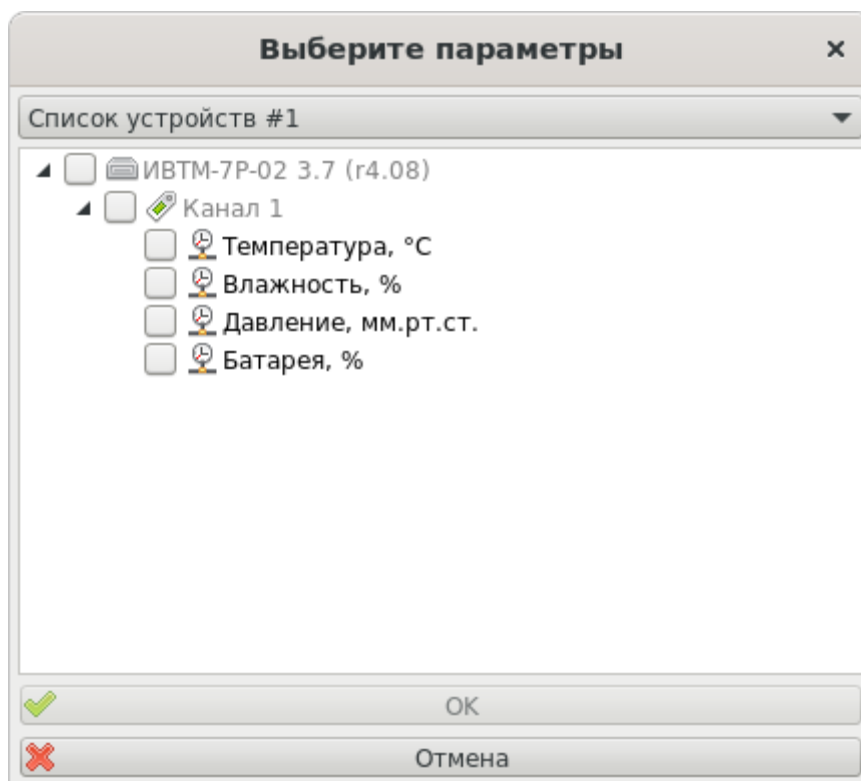 Выберите параметры
Список устройств #1
ИВТМ-7Р-02 3.7 (r4.08)
Канал 1
Температура, °C
Влажность, %
Давление, мм.рт.ст.
Батарея, %
OK
Отмена